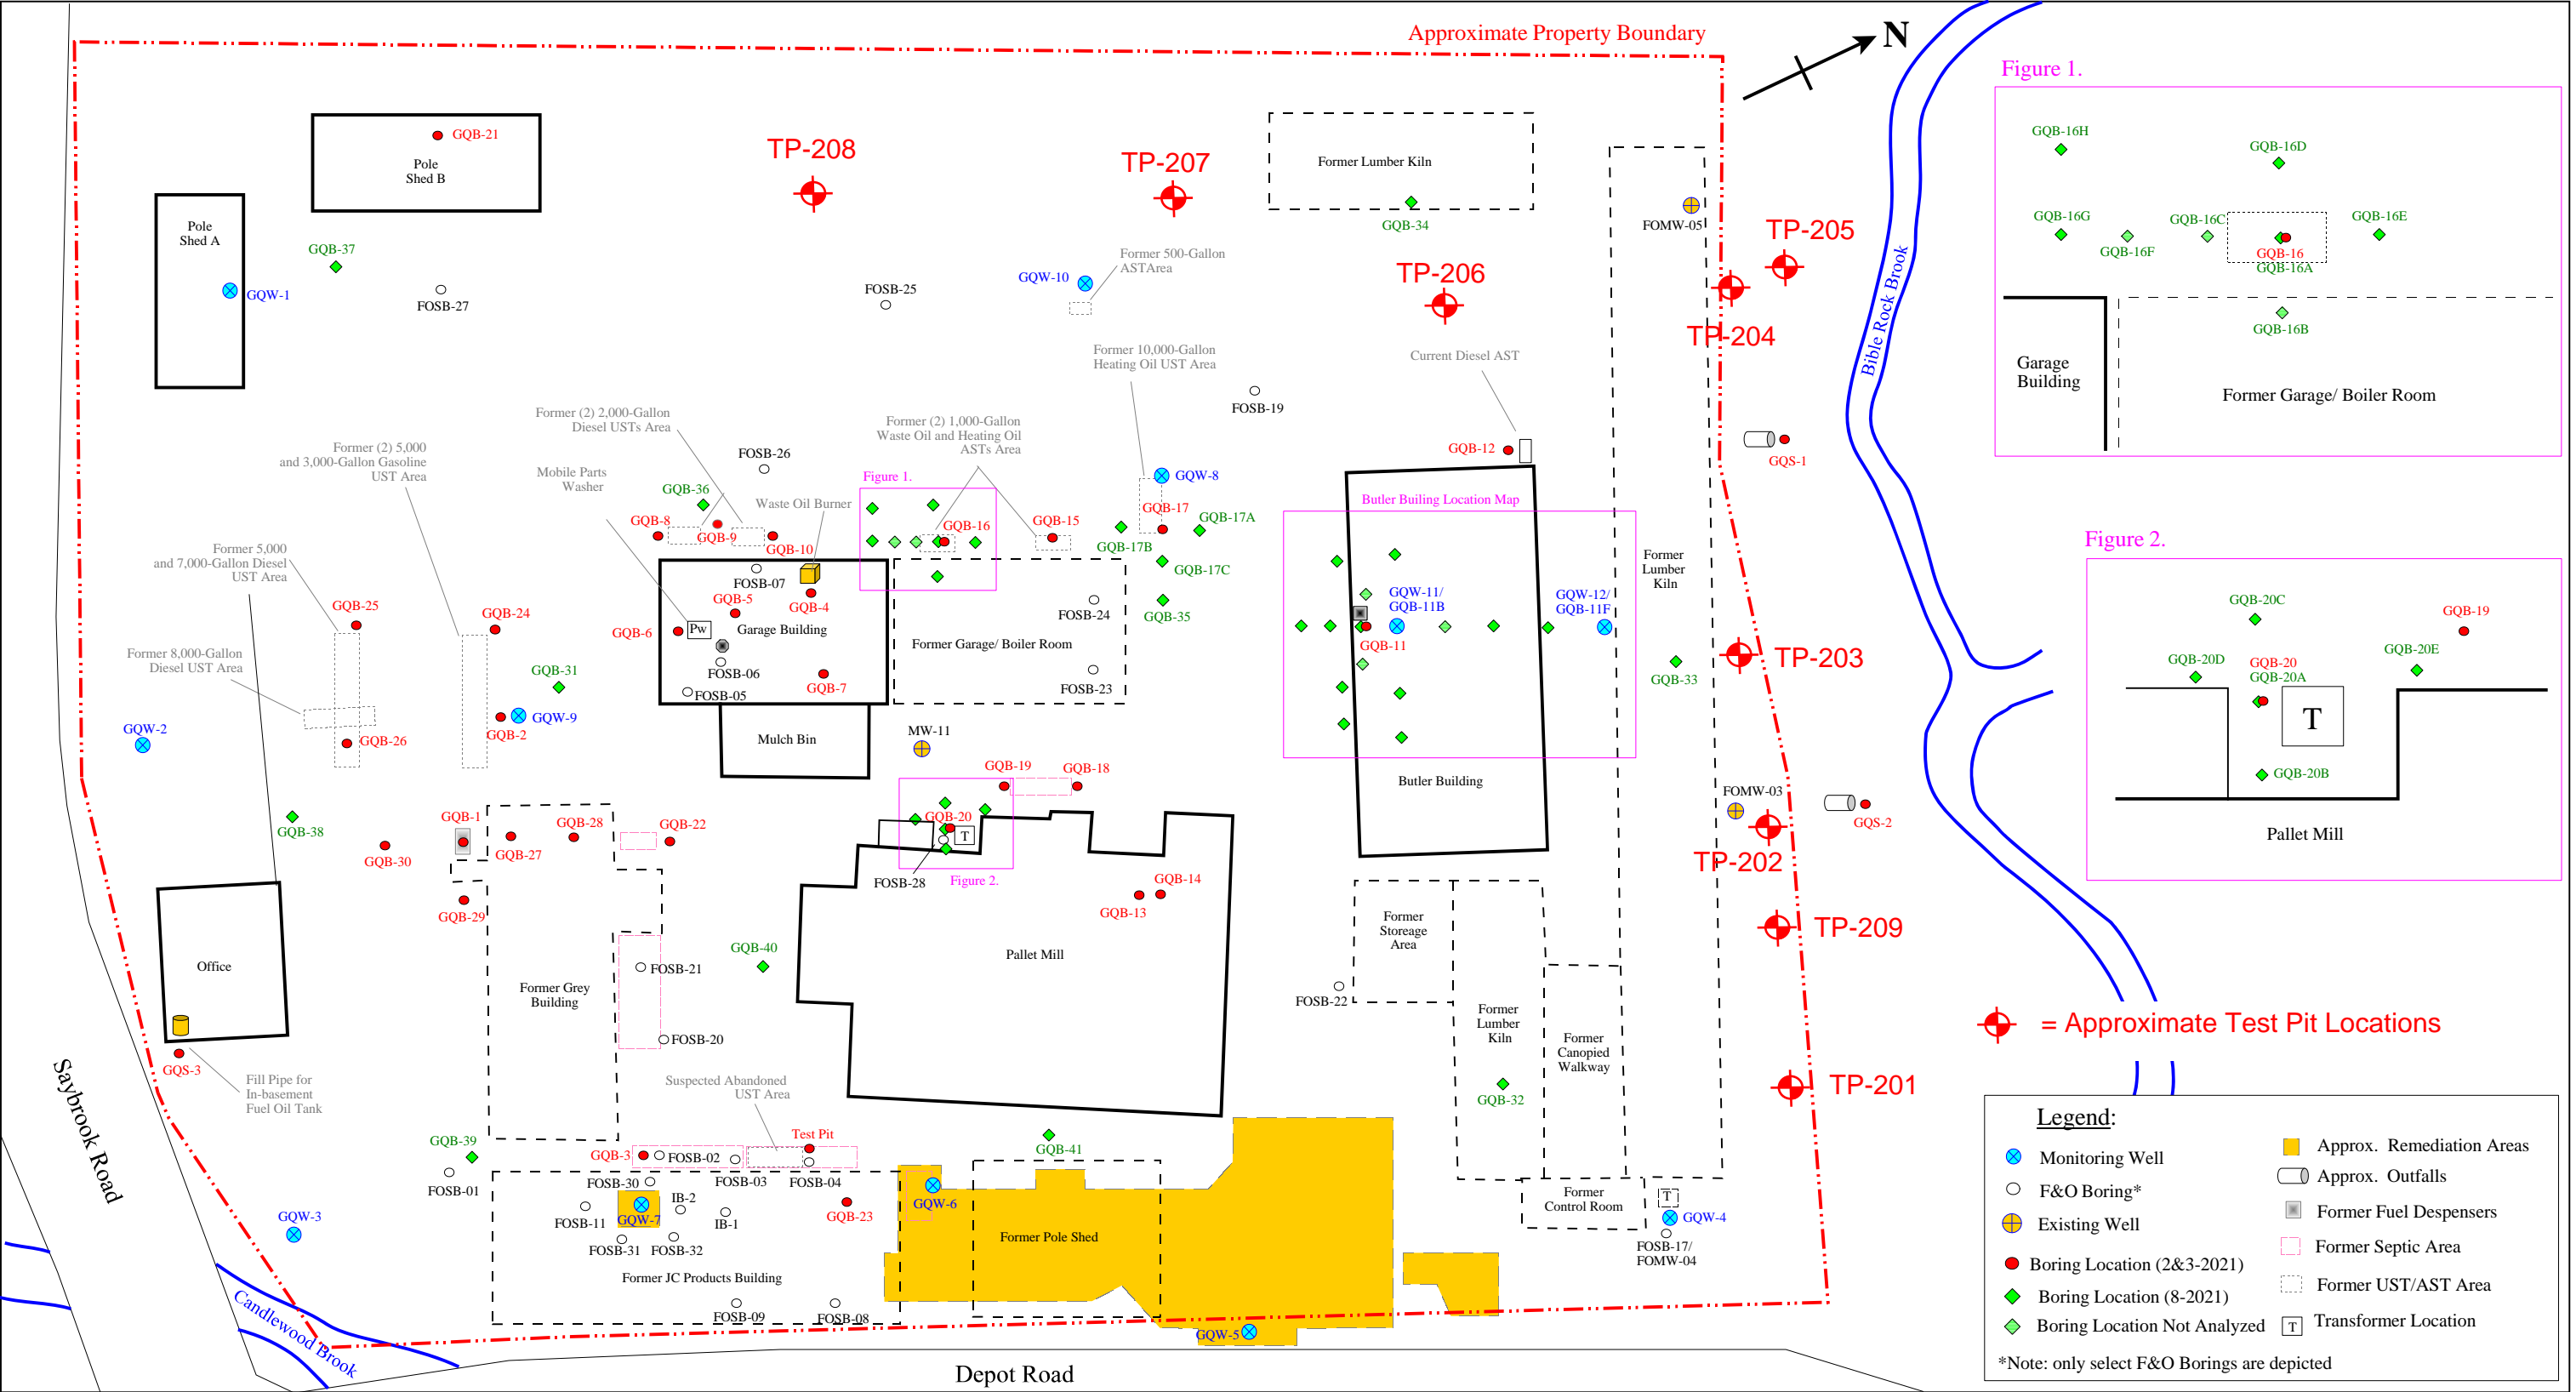 Approximate Property Boundary
N
Figure 1.
GQB-16H
GQB-16D
GQB-16G
GQB-16C
GQB-16E
GQB-16F
GQB-16
GQB-16A
GQB-16B
Garage
Building
Former Garage/ Boiler Room
Figure 2.
GQB-20C
GQB-19
GQB-20D
GQB-20
GQB-20A
GQB-20E
T
GQB-20B
Pallet Mill
GQB-21
Pole
Shed B
Pole
Shed A
GQB-37
GQW-1
FOSB-27
TP-208
TP-207
Former Lumber Kiln
GQB-34
FOMW-05
TP-205
TP-206
TP-204
Bible Rock Brook
FOSB-25
GQW-10
Former 500-Gallon
ASTArea
Former 10,000-Gallon
Heating Oil UST Area
Current Diesel AST
FOSB-19
GQB-12
GQS-1
Former (2) 2,000-Gallon
Diesel USTs Area
Former (2) 1,000-Gallon
Waste Oil and Heating Oil
ASTs Area
Former (2) 5,000
and 3,000-Gallon Gasoline
UST Area
Mobile Parts
Washer
FOSB-26
GQB-36
Waste Oil Burner
Figure 1.
GQW-8
GQB-8
GQB-9
GQB-10
GQB-16
GQB-15
GQB-17
GQB-17A
GQB-17B
GQB-17C
GQB-35
Butler Builing Location Map
GQW-11/
GQB-11B
GQW-12/
GQB-11F
GQB-11
Butler Building
Former
Lumber
Kiln
GQB-33
TP-203
Former 5,000
and 7,000-Gallon Diesel
UST Area
GQB-25
GQB-24
Former 8,000-Gallon
Diesel UST Area
GQB-31
GQW-2
GQB-26
GQB-2
GQW-9
FOSB-07
GQB-5
GQB-4
GQB-6
Pw
Garage Building
FOSB-06
FOSB-05
GQB-7
Former Garage/ Boiler Room
FOSB-24
FOSB-23
Mulch Bin
MW-11
GQB-19
GQB-18
GQB-20
T
FOSB-28
Figure 2.
GQB-14
GQB-13
Pallet Mill
FOMW-03
GQS-2
TP-202
TP-209
TP-201
GQB-38
GQB-1
GQB-30
GQB-27
GQB-28
GQB-22
GQB-29
Office
Former Grey
Building
FOSB-21
GQB-40
FOSB-20
GQS-3
Fill Pipe for
In-basement
Fuel Oil Tank
Suspected Abandoned
UST Area
Former
Storeage
Area
FOSB-22
Former
Lumber
Kiln
Former
Canopied
Walkway
GQB-32
Former
Control Room
T
GQW-4
FOSB-17/
FOMW-04
Saybrook Road
GQB-39
FOSB-01
GQW-3
Candlewood Brook
GQB-3
FOSB-02
FOSB-03
Test Pit
FOSB-04
FOSB-30
FOSB-11
GQW-7
IB-2
IB-1
FOSB-31
FOSB-32
GQB-23
GQW-6
GQB-41
Former Pole Shed
Former JC Products Building
FOSB-09
FOSB-08
GQW-5
Depot Road
= Approximate Test Pit Locations
Legend:
Monitoring Well
F&O Boring*
Existing Well
Boring Location (2&3-2021)
Boring Location (8-2021)
Boring Location Not Analyzed
Approx. Remediation Areas
Approx. Outfalls
Former Fuel Despensers
Former Septic Area
Former UST/AST Area
T Transformer Location
*Note: only select F&O Borings are depicted